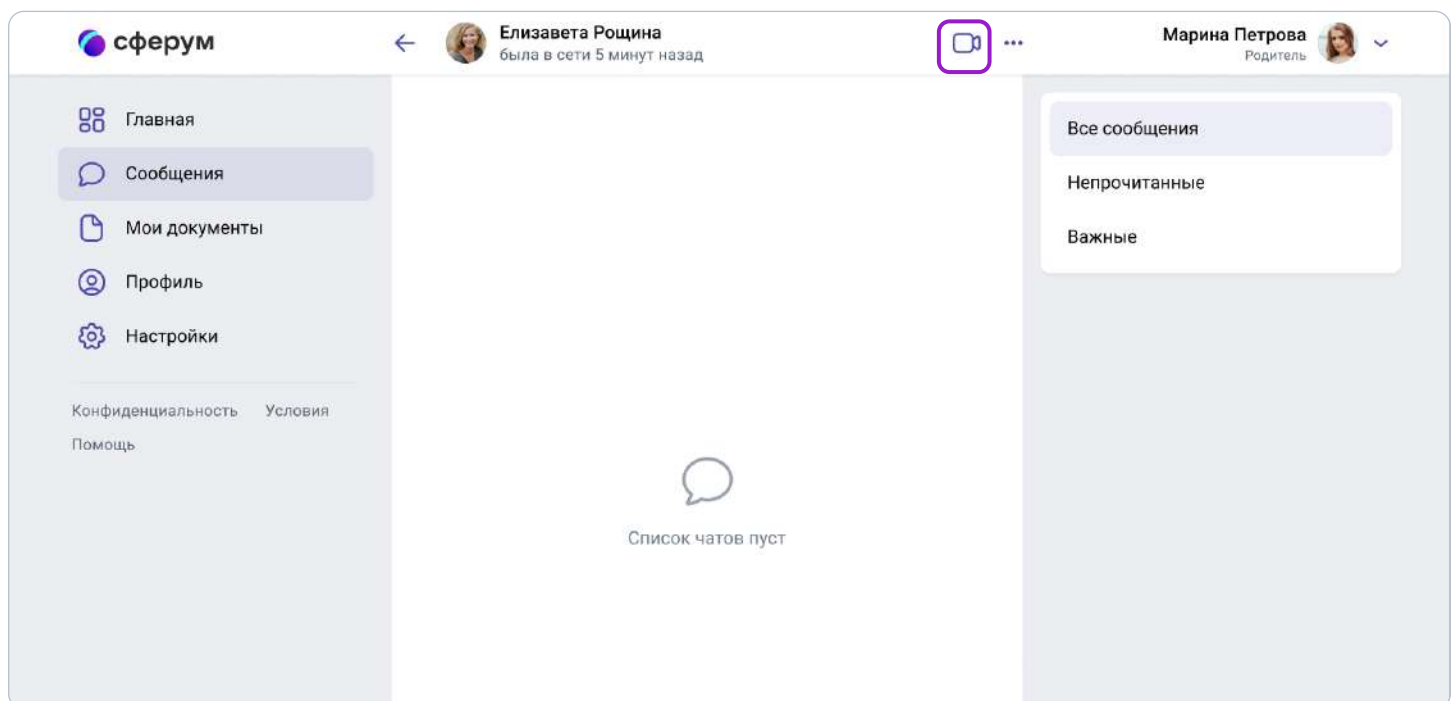 сферум
Елизавета Рощина
была в сети 5 минут назад
Марина Петрова
Родитель
Главная
Сообщения
Мои документы
Профиль
Настройки
Конфиденциальность Условия
Помощь
Список чатов пуст
Все сообщения
Непрочитанные
Важные